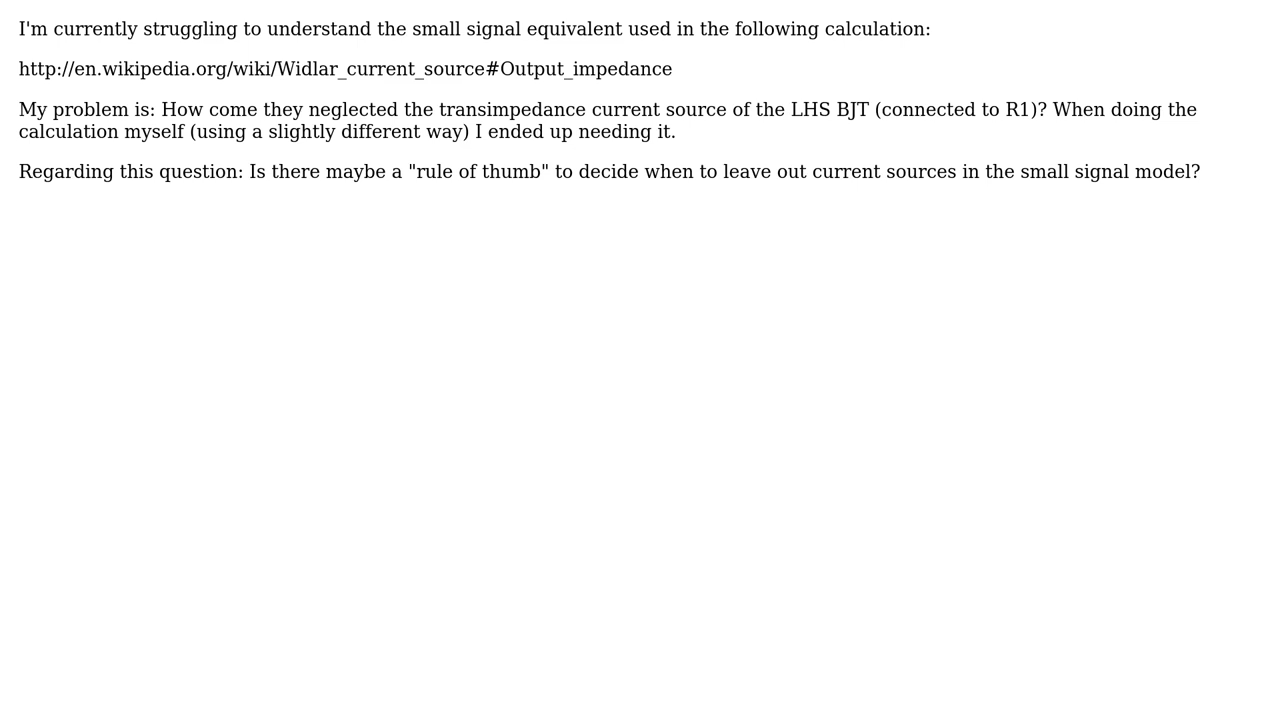 I'm currently struggling to understand the small signal equivalent used in the following calculation:
http://en.wikipedia.org/wiki/Widlar_current_source#Output_impedance
My problem is: How come they neglected the transimpedance current source of the LHS BJT (connected to R1)? When doing the
calculation myself (using a slightly different way) I ended up needing it.
Regarding this question: Is there maybe a "rule of thumb" to decide when to leave out current sources in the small signal model?